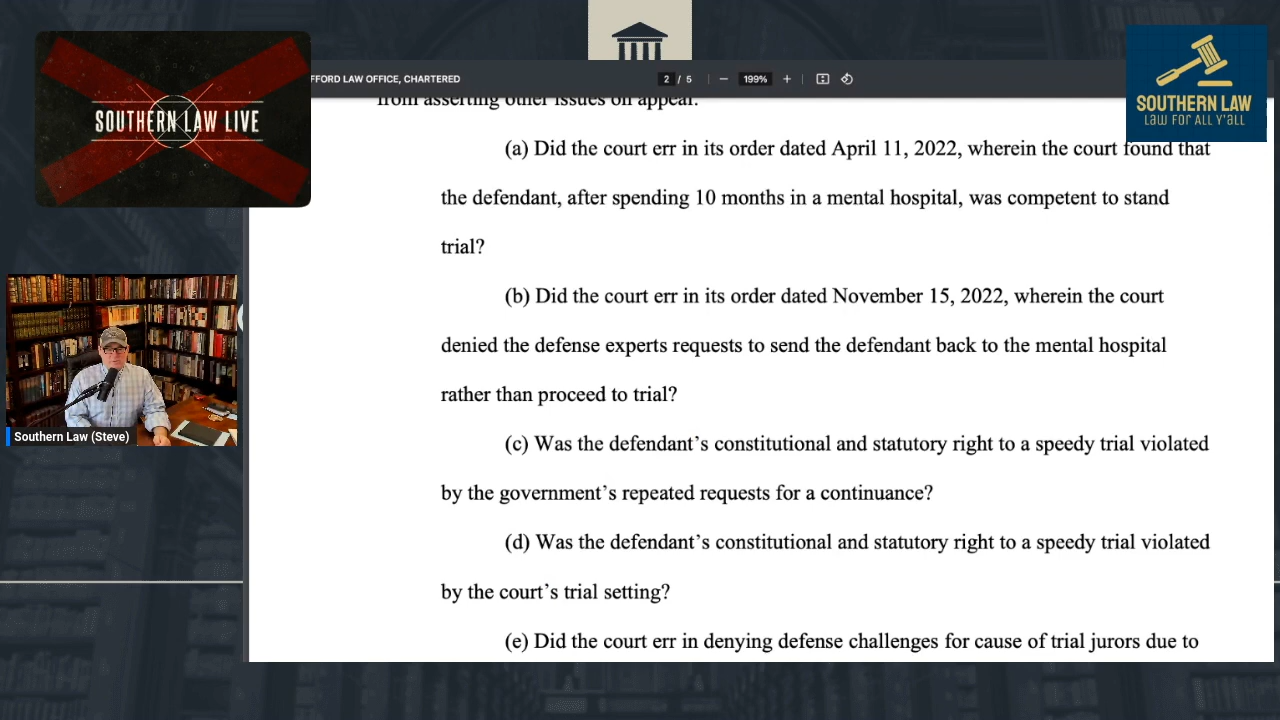 SOUTHERN LAW LIVE
FFORD LAW OFFICE, CHARTERED
2 / 5
199%
SOUTHERN LAW
LAW FOR ALL Y'ALL
from asserting other issues on appeal.
(a) Did the court err in its order dated April 11, 2022, wherein the court found that
the defendant, after spending 10 months in a mental hospital, was competent to stand
trial?
(b) Did the court err in its order dated November 15, 2022, wherein the court
denied the defense experts requests to send the defendant back to the mental hospital
rather than proceed to trial?
(c) Was the defendant’s constitutional and statutory right to a speedy trial violated
by the government’s repeated requests for a continuance?
(d) Was the defendant’s constitutional and statutory right to a speedy trial violated
by the court’s trial setting?
(e) Did the court err in denying defense challenges for cause of trial jurors due to
Southern Law (Steve)